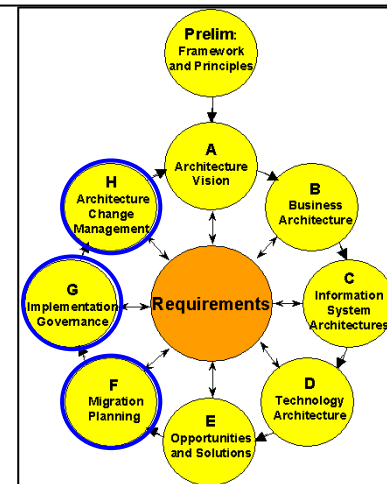 Prelim:
Framework
and Principles
A
Architecture
Vision
H
Architecture
Change
Management
B
Business
Architecture
G
Implementation
Governance
Requirements
C
Information
System
Architectures
F
Migration
Planning
D
Technology
Architecture
E
Opportunities
and Solutions